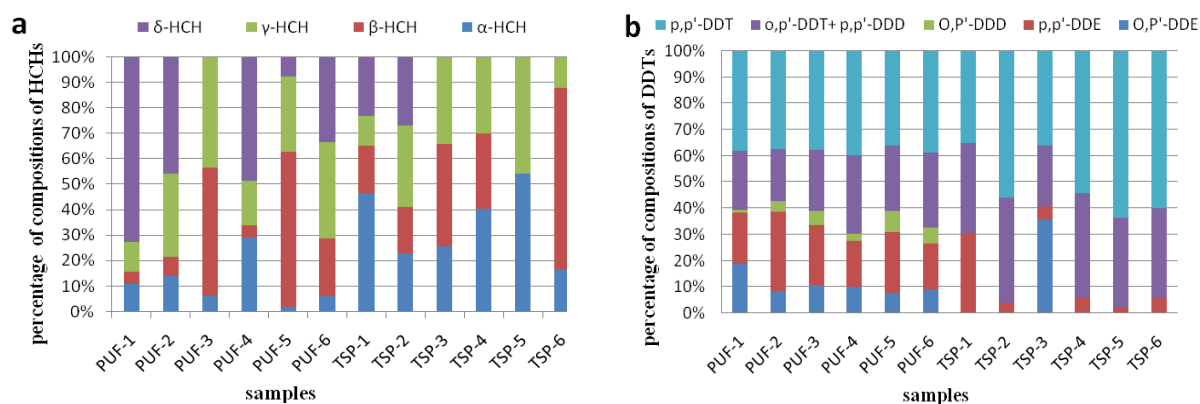 a
δ-HCH γ-HCH β-HCH α-HCH
percentage of compositions of HCHs
100%
90%
80%
70%
60%
50%
40%
30%
20%
10%
0%
PUF-1 PUF-2 PUF-3 PUF-4 PUF-5 PUF-6 TSP-1 TSP-2 TSP-3 TSP-4 TSP-5 TSP-6
samples
b
p,p'-DDT o,p'-DDT+ p,p'-DDD O,P'-DDD p,p'-DDE O,P'-DDE
percentage of compositions of DDTs
100%
90%
80%
70%
60%
50%
40%
30%
20%
10%
0%
PUF-1 PUF-2 PUF-3 PUF-4 PUF-5 PUF-6 TSP-1 TSP-2 TSP-3 TSP-4 TSP-5 TSP-6
samples